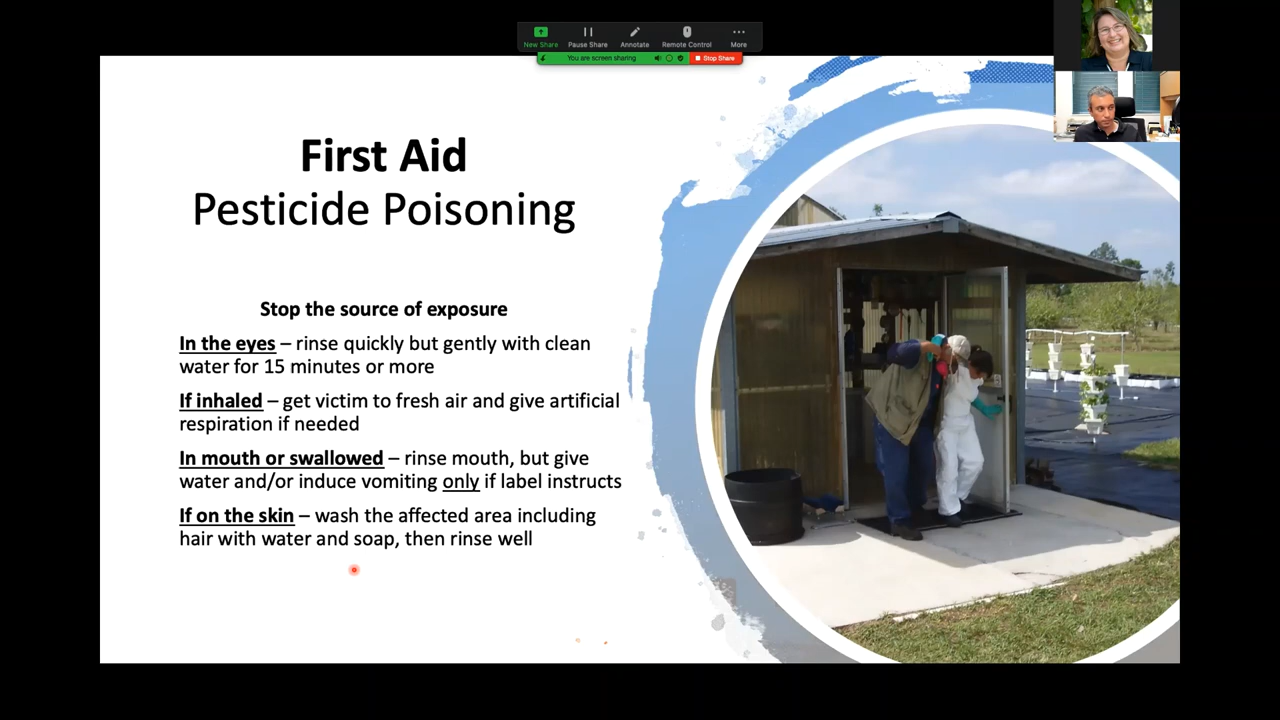 New Share
Pause Share
Annotate
Remote Control
More
You are screen sharing
Stop Share
First Aid
Pesticide Poisoning
Stop the source of exposure
In the eyes – rinse quickly but gently with clean
water for 15 minutes or more
If inhaled – get victim to fresh air and give artificial
respiration if needed
In mouth or swallowed – rinse mouth, but give
water and/or induce vomiting only if label instructs
If on the skin – wash the affected area including
hair with water and soap, then rinse well